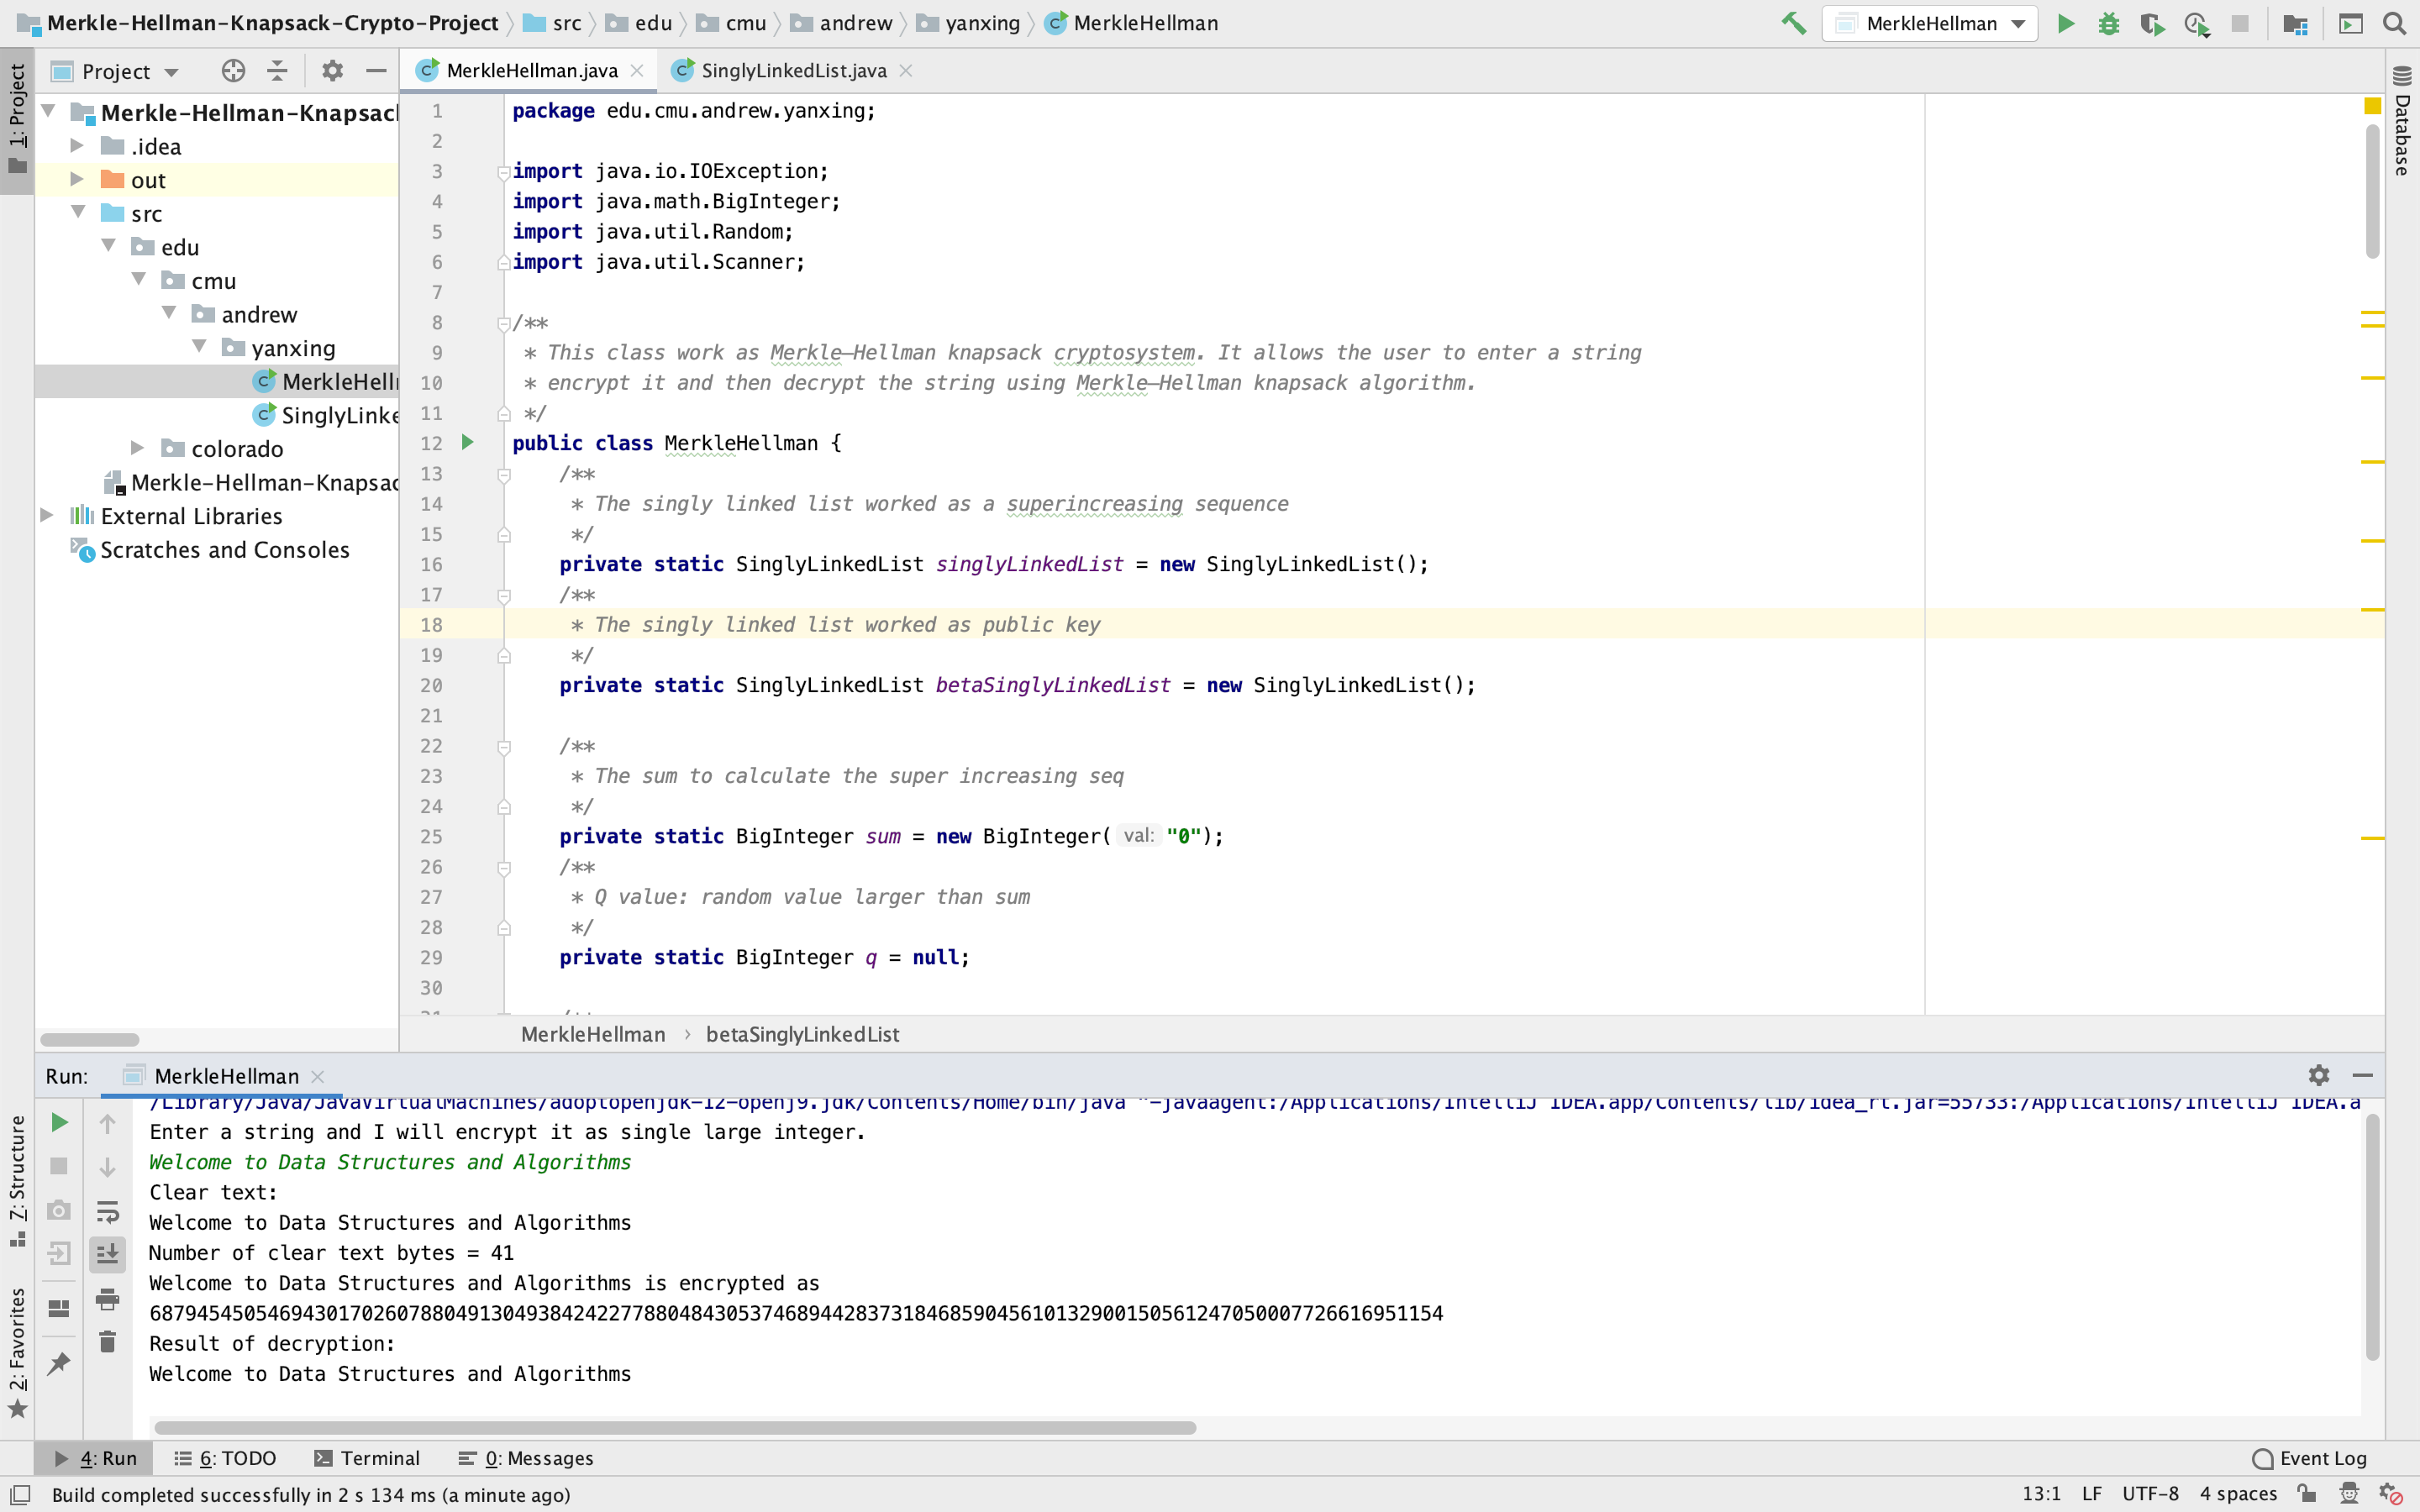 Merkle-Hellman-Knapsack-Crypto-Project src edu cmu andrew yanxing MerkleHellman
MerkleHellman
1: Project
Project
MerkleHellman.java
SinglyLinkedList.java
Database
Merkle-Hellman-Knapsac
.idea
out
src
edu
cmu
andrew
yanxing
MerkleHell
SinglyLinke
colorado
Merkle-Hellman-Knapsac
External Libraries
Scratches and Consoles
1 package edu.cmu.andrew.yanxing;
2
3 import java.io.IOException;
4 import java.math.BigInteger;
5 import java.util.Random;
6 import java.util.Scanner;
7
8 /**
9 * This class work as Merkle–Hellman knapsack cryptosystem. It allows the user to enter a string
10 * encrypt it and then decrypt the string using Merkle–Hellman knapsack algorithm.
11 */
12 public class MerkleHellman {
13 /**
14 * The singly linked list worked as a superincreasing sequence
15 */
16 private static SinglyLinkedList singlyLinkedList = new SinglyLinkedList();
17 /**
18 * The singly linked list worked as public key
19 */
20 private static SinglyLinkedList betaSinglyLinkedList = new SinglyLinkedList();
21
22 /**
23 * The sum to calculate the super increasing seq
24 */
25 private static BigInteger sum = new BigInteger( val: "0");
26 /**
27 * Q value: random value larger than sum
28 */
29 private static BigInteger q = null;
30
MerkleHellman › betaSinglyLinkedList
Run: MerkleHellman
/Library/Java/JavaVirtualMachines/adoptopenjdk-12-openj9.jdk/Contents/Home/bin/java "-javaagent:/Applications/IntelliJ IDEA.app/Contents/lib/idea_rt.jar=55733:/Applications/IntelliJ IDEA.a
Enter a string and I will encrypt it as single large integer.
Welcome to Data Structures and Algorithms
Clear text:
Welcome to Data Structures and Algorithms
Number of clear text bytes = 41
Welcome to Data Structures and Algorithms is encrypted as
68794545054694301702607880491304938424222778804843053746894428373184685904561013290015056124705000772661695​1154
Result of decryption:
Welcome to Data Structures and Algorithms
7: Structure
2: Favorites
4: Run
6: TODO
Terminal
0: Messages
Event Log
Build completed successfully in 2 s 134 ms (a minute ago)
13:1 LF UTF-8 4 spaces